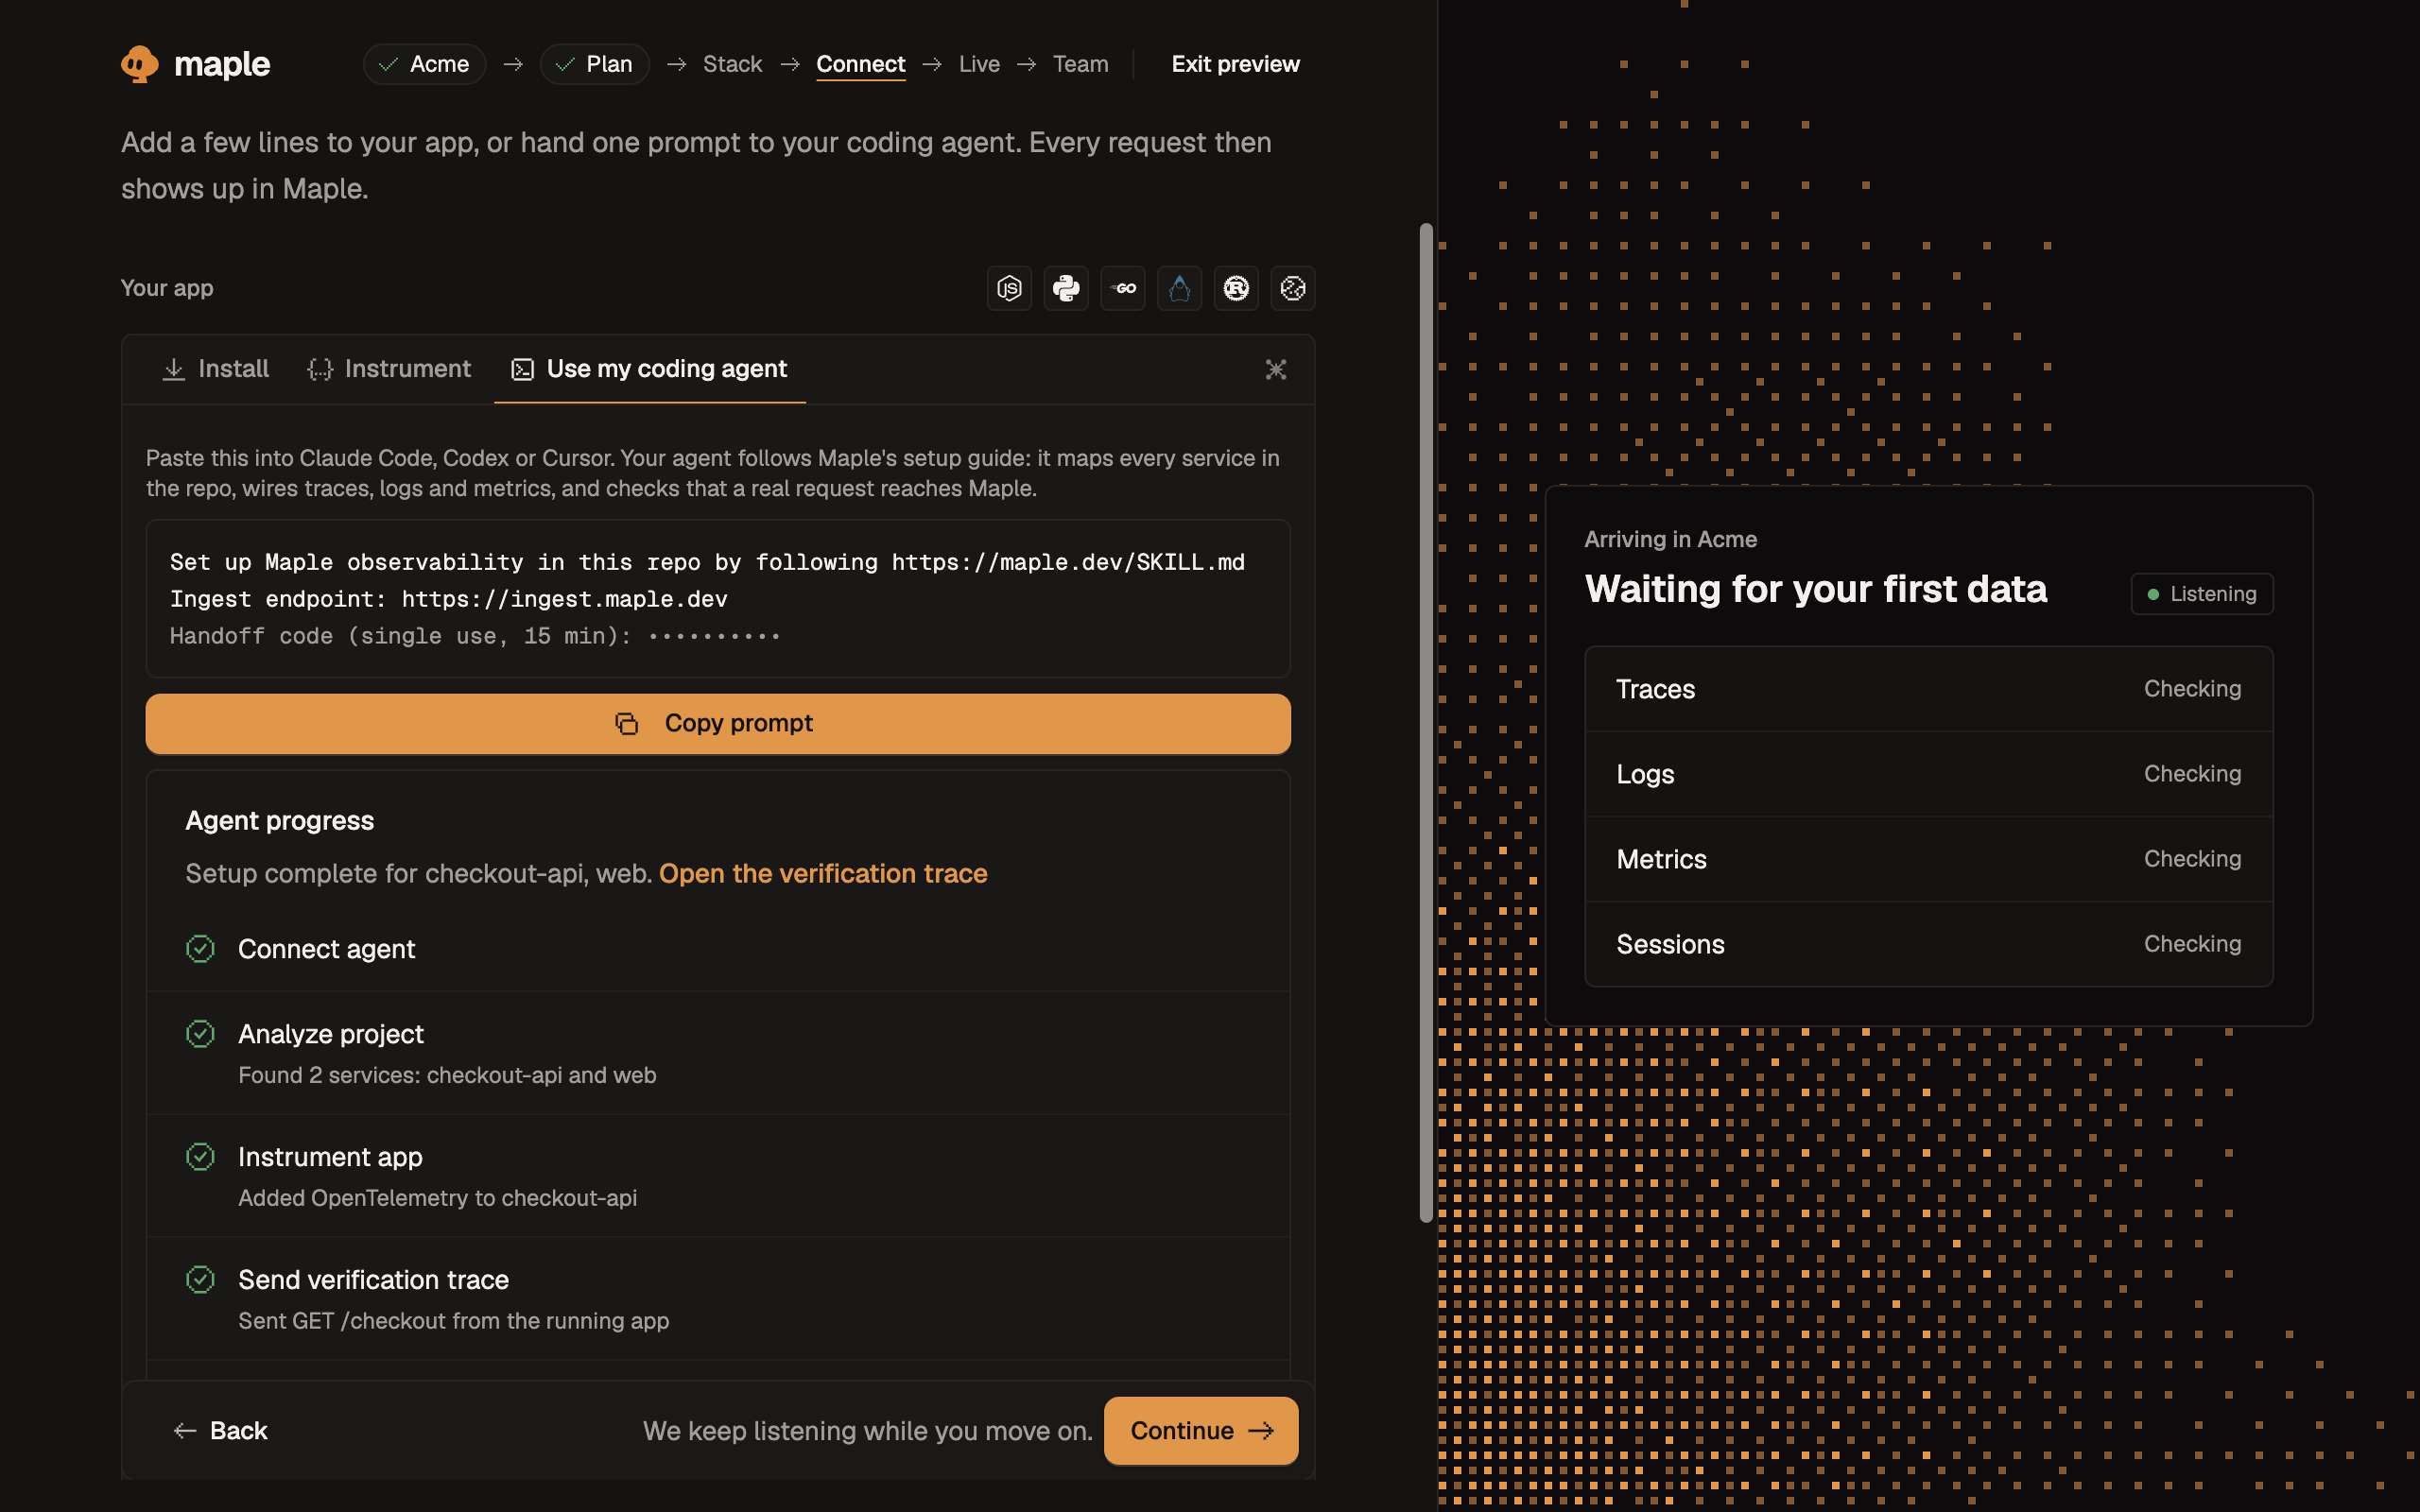 maple
Acme → Plan → Stack → Connect → Live → Team
Exit preview
Add a few lines to your app, or hand one prompt to your coding agent. Every request then
shows up in Maple.
Your app
JS
GO
R
Install
Instrument
Use my coding agent
Paste this into Claude Code, Codex or Cursor. Your agent follows Maple's setup guide: it maps every service in
the repo, wires traces, logs and metrics, and checks that a real request reaches Maple.
Set up Maple observability in this repo by following https://maple.dev/SKILL.md
Ingest endpoint: https://ingest.maple.dev
Handoff code (single use, 15 min): ••••••••••
Copy prompt
Agent progress
Setup complete for checkout-api, web. Open the verification trace
Connect agent
Analyze project
Found 2 services: checkout-api and web
Instrument app
Added OpenTelemetry to checkout-api
Send verification trace
Sent GET /checkout from the running app
← Back
We keep listening while you move on.
Continue →
Arriving in Acme
Waiting for your first data
Listening
Traces Checking
Logs Checking
Metrics Checking
Sessions Checking